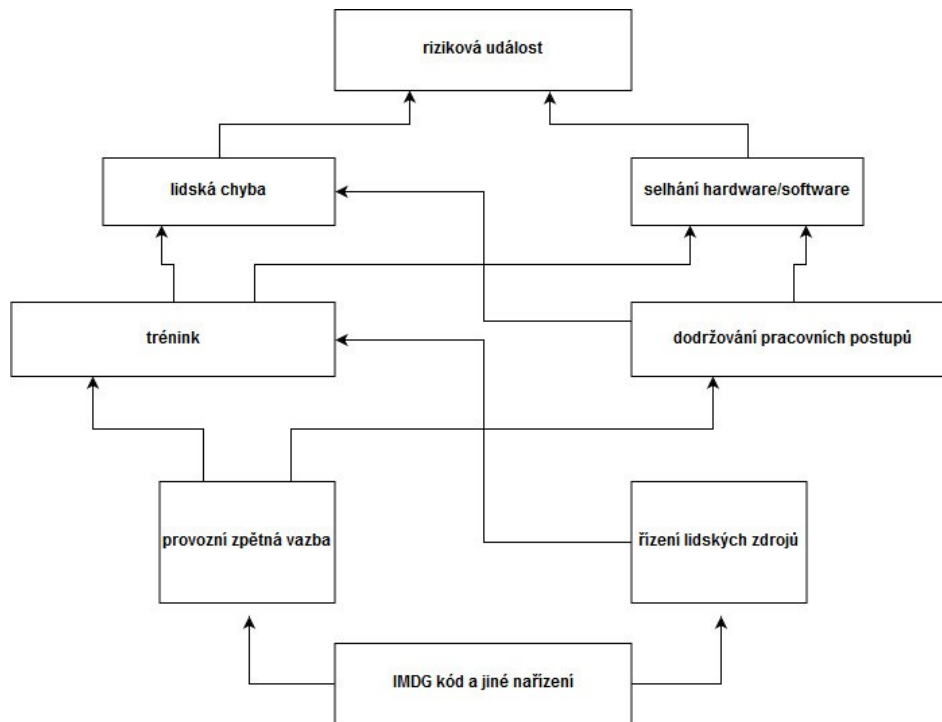 riziková událost
lidská chyba
selhání hardware/software
trénink
dodržování pracovních postupů
provozní zpětná vazba
řízení lidských zdrojů
IMDG kód a jiné nařízení